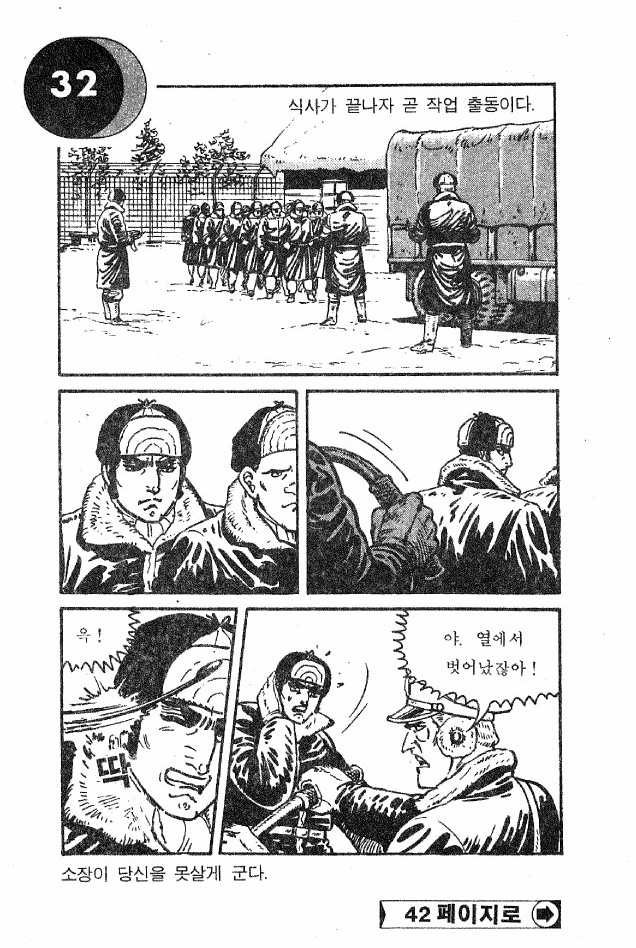 32
식사가 끝나자 곧 작업 출동이다.
윽!
딱
야. 열에서
벗어났잖아!
소장이 당신을 못살게 군다.
42 페이지로